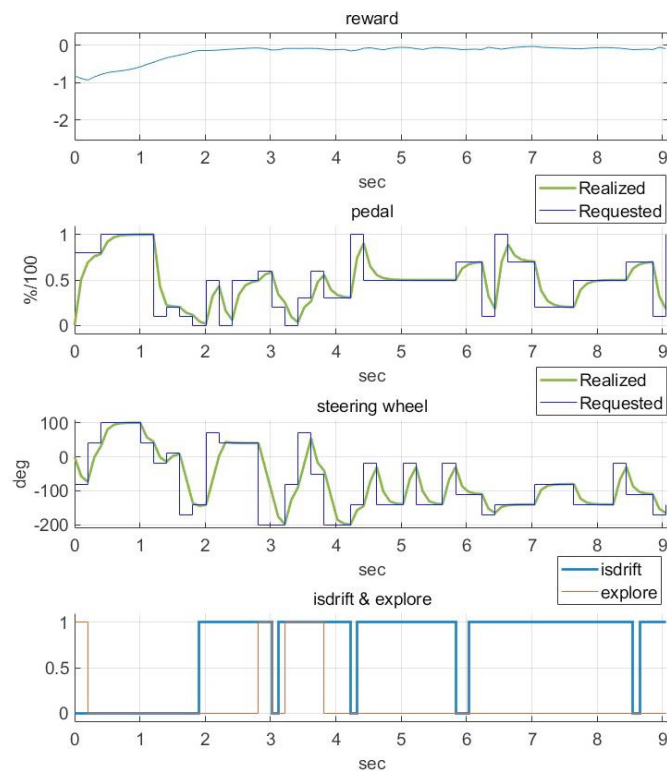 reward
0
-1
-2
0 1 2 3 4 5 6 7 8 9
sec
Realized
Requested
pedal
1
0.5
0
%/100
0 1 2 3 4 5 6 7 8 9
sec
Realized
Requested
steering wheel
100
0
-100
-200
deg
0 1 2 3 4 5 6 7 8 9
sec
isdrift
explore
isdrift & explore
1
0.5
0
0 1 2 3 4 5 6 7 8 9
sec